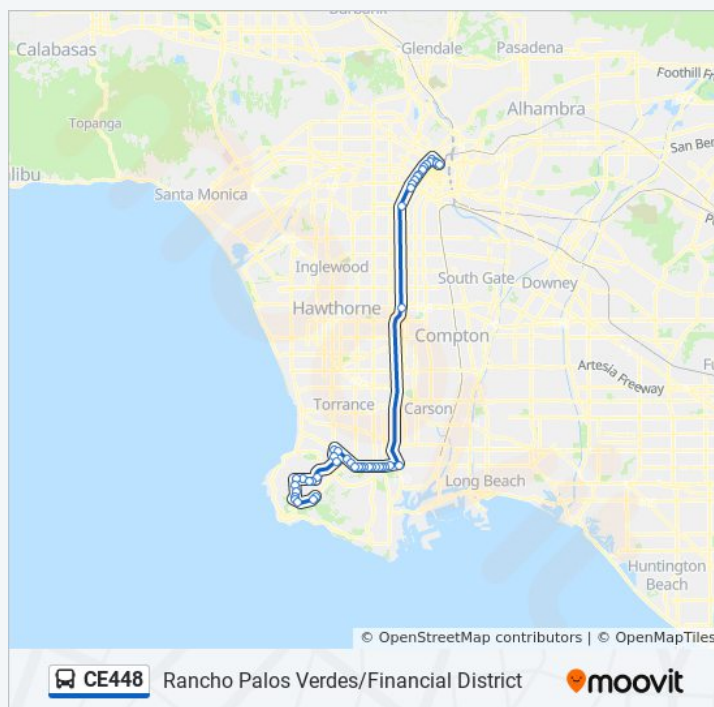 Burbank
Calabasas
Glendale
Pasadena
Foothill Fr
Topanga
Alhambra
San Ber
alibu
Santa Monica
Inglewood
South Gate
Downey
Hawthorne
Compton
Artesia Freeway
Torrance
Carson
Long Beach
Huntington
Beach
© OpenStreetMap contributors | © OpenMapTiles
CE448 Rancho Palos Verdes/Financial District
moovit